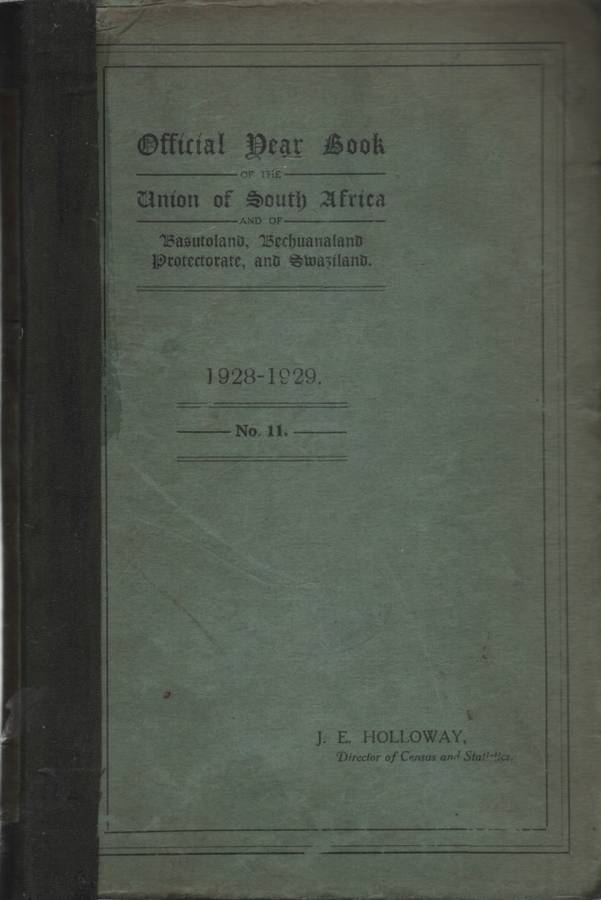 Official Year Book
OF THE
Union of South Africa
AND OF
Basutoland, Bechuanaland
Protectorate, and Swaziland.
1928-1929.
No. 11.
J. E. HOLLOWAY,
Director of Census and Statistics.